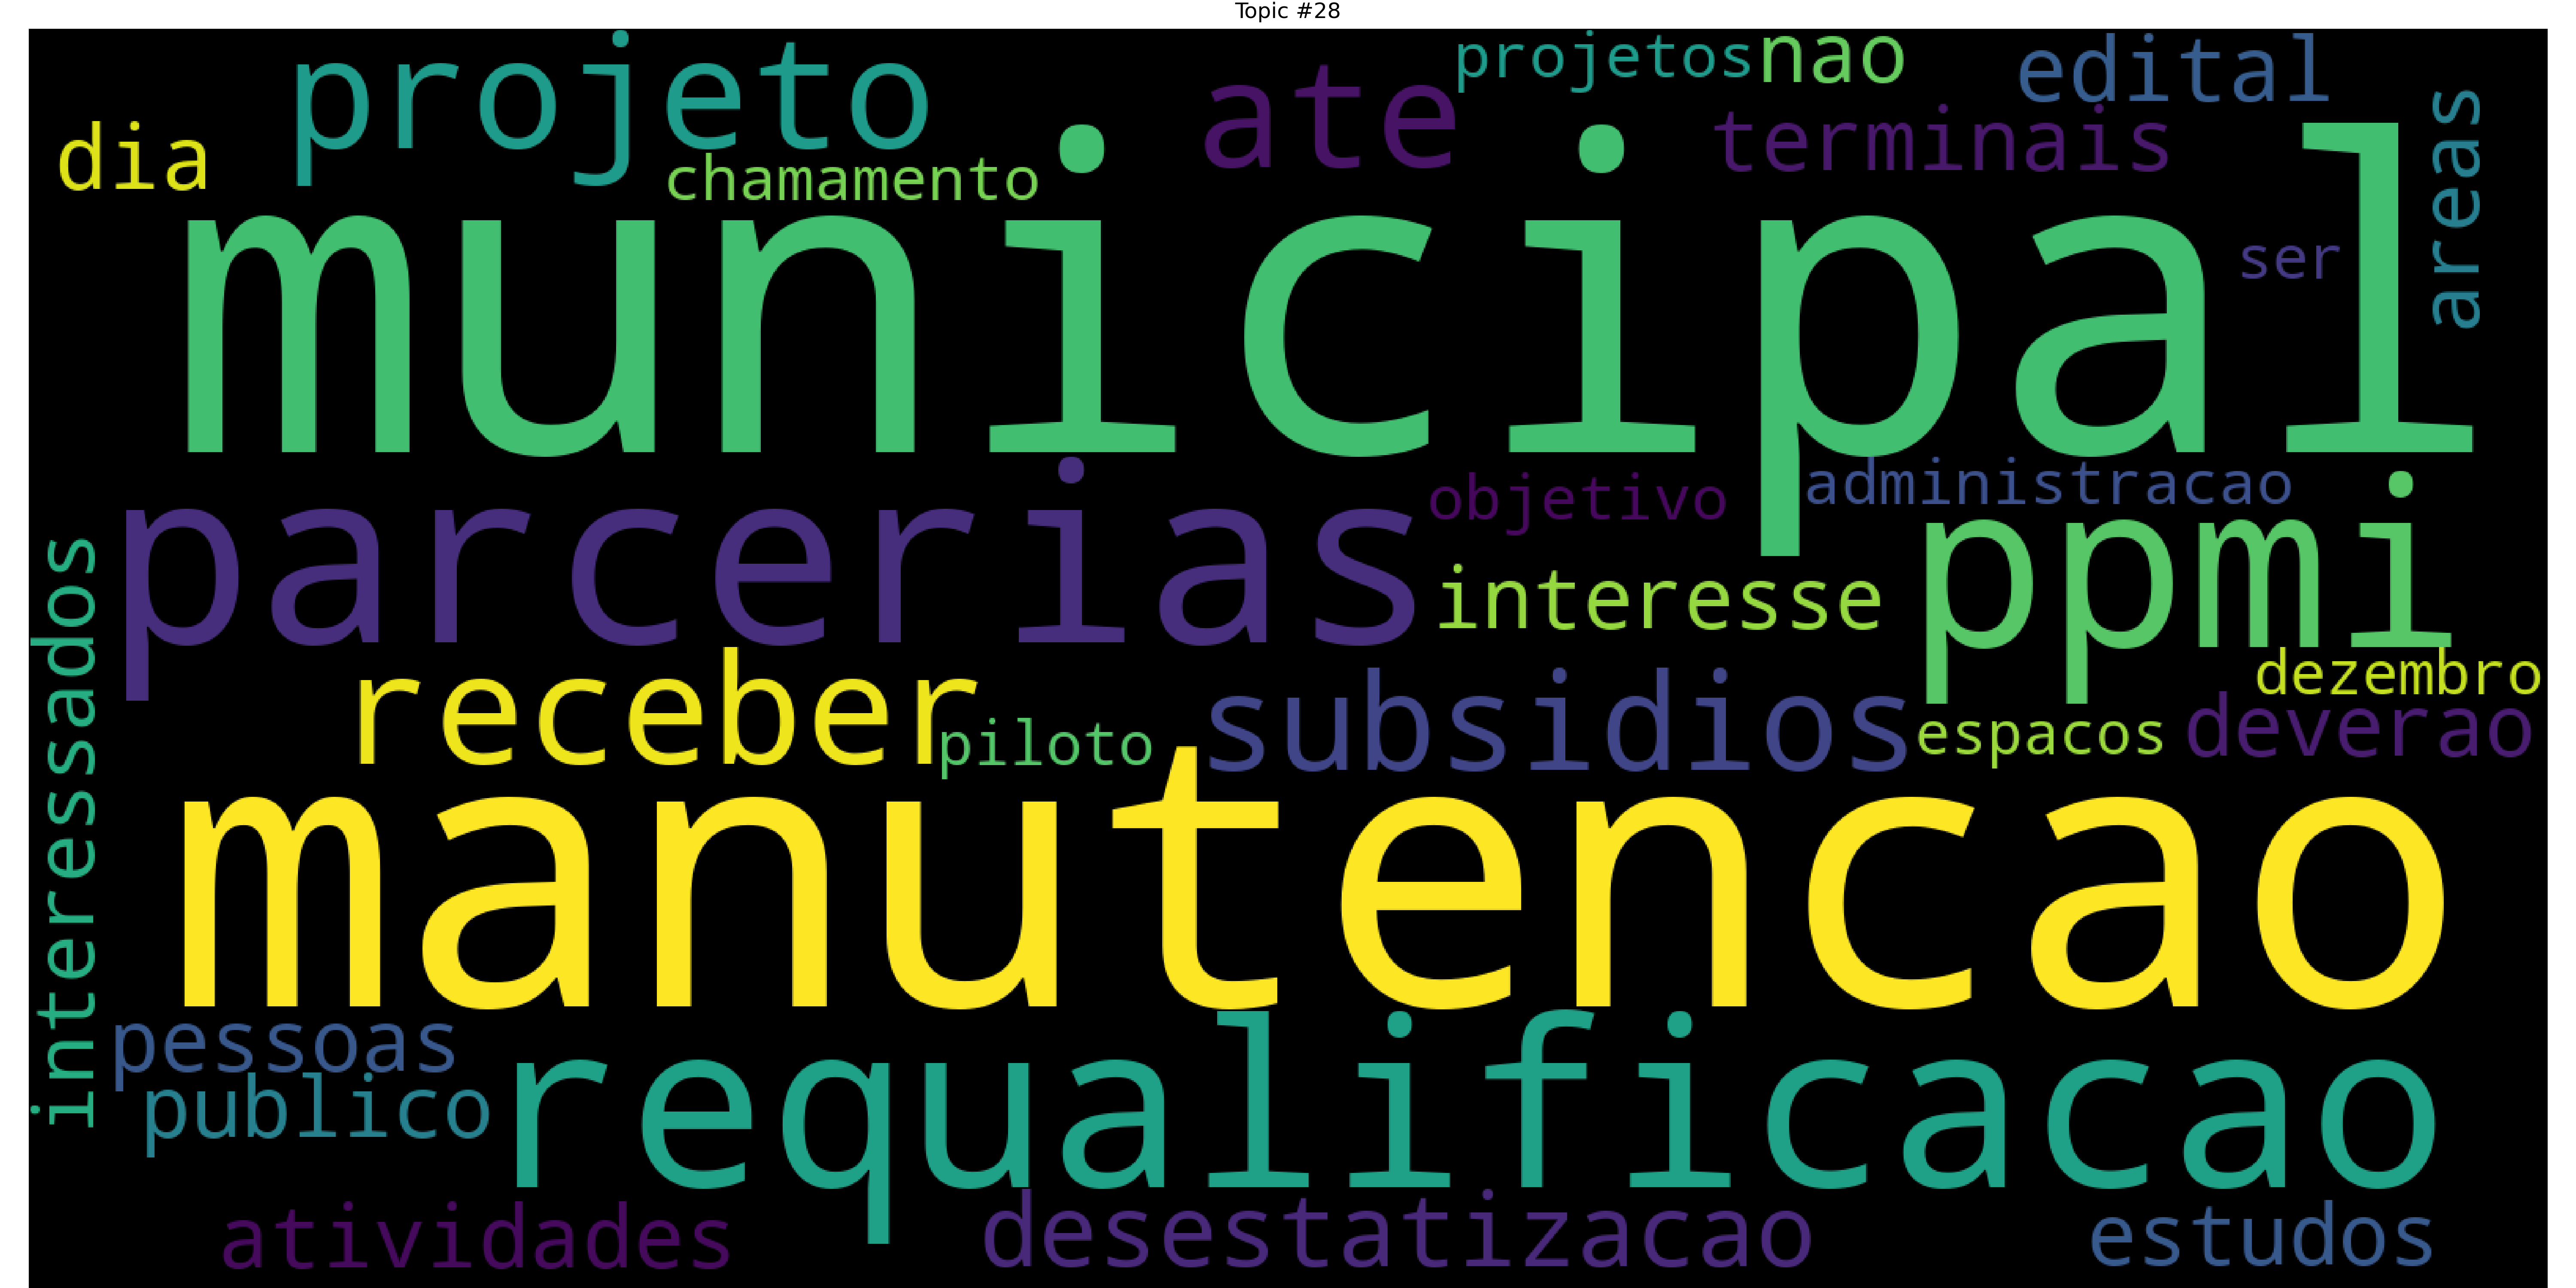 Topic #28
projeto
ate
projetos
nao
edital
dia
chamamento
terminais
areas
municipal
ser
parcerias
objetivo
administracao
interessados
interesse
ppmi
receber
piloto
subsidios
espacos
dezembro
deverao
manutencao
pessoas
publico
requalificacao
atividades
desestatizacao
estudos